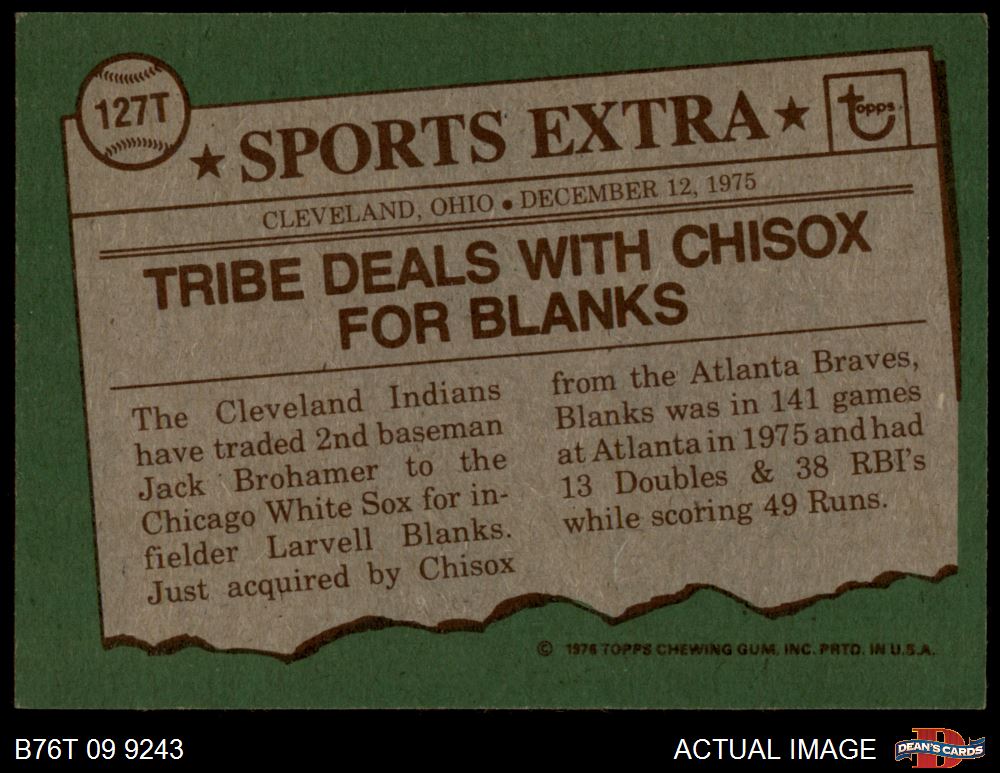 127T
★ SPORTS EXTRA ★
topps
CLEVELAND, OHIO • DECEMBER 12, 1975
TRIBE DEALS WITH CHISOX
FOR BLANKS
The Cleveland Indians
have traded 2nd baseman
Jack Brohamer to the
Chicago White Sox for in-
fielder Larvell Blanks.
Just acquired by Chisox
from the Atlanta Braves,
Blanks was in 141 games
at Atlanta in 1975 and had
13 Doubles & 38 RBI's
while scoring 49 Runs.
© 1976 TOPPS CHEWING GUM, INC. PRTD. IN U.S.A.
B76T 09 9243
ACTUAL IMAGE
DEAN'S CARDS